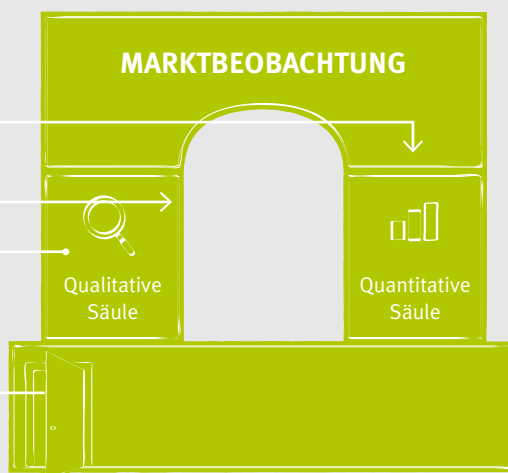 MARKTBEOBACHTUNG
Qualitative
Säule
Quantitative
Säule